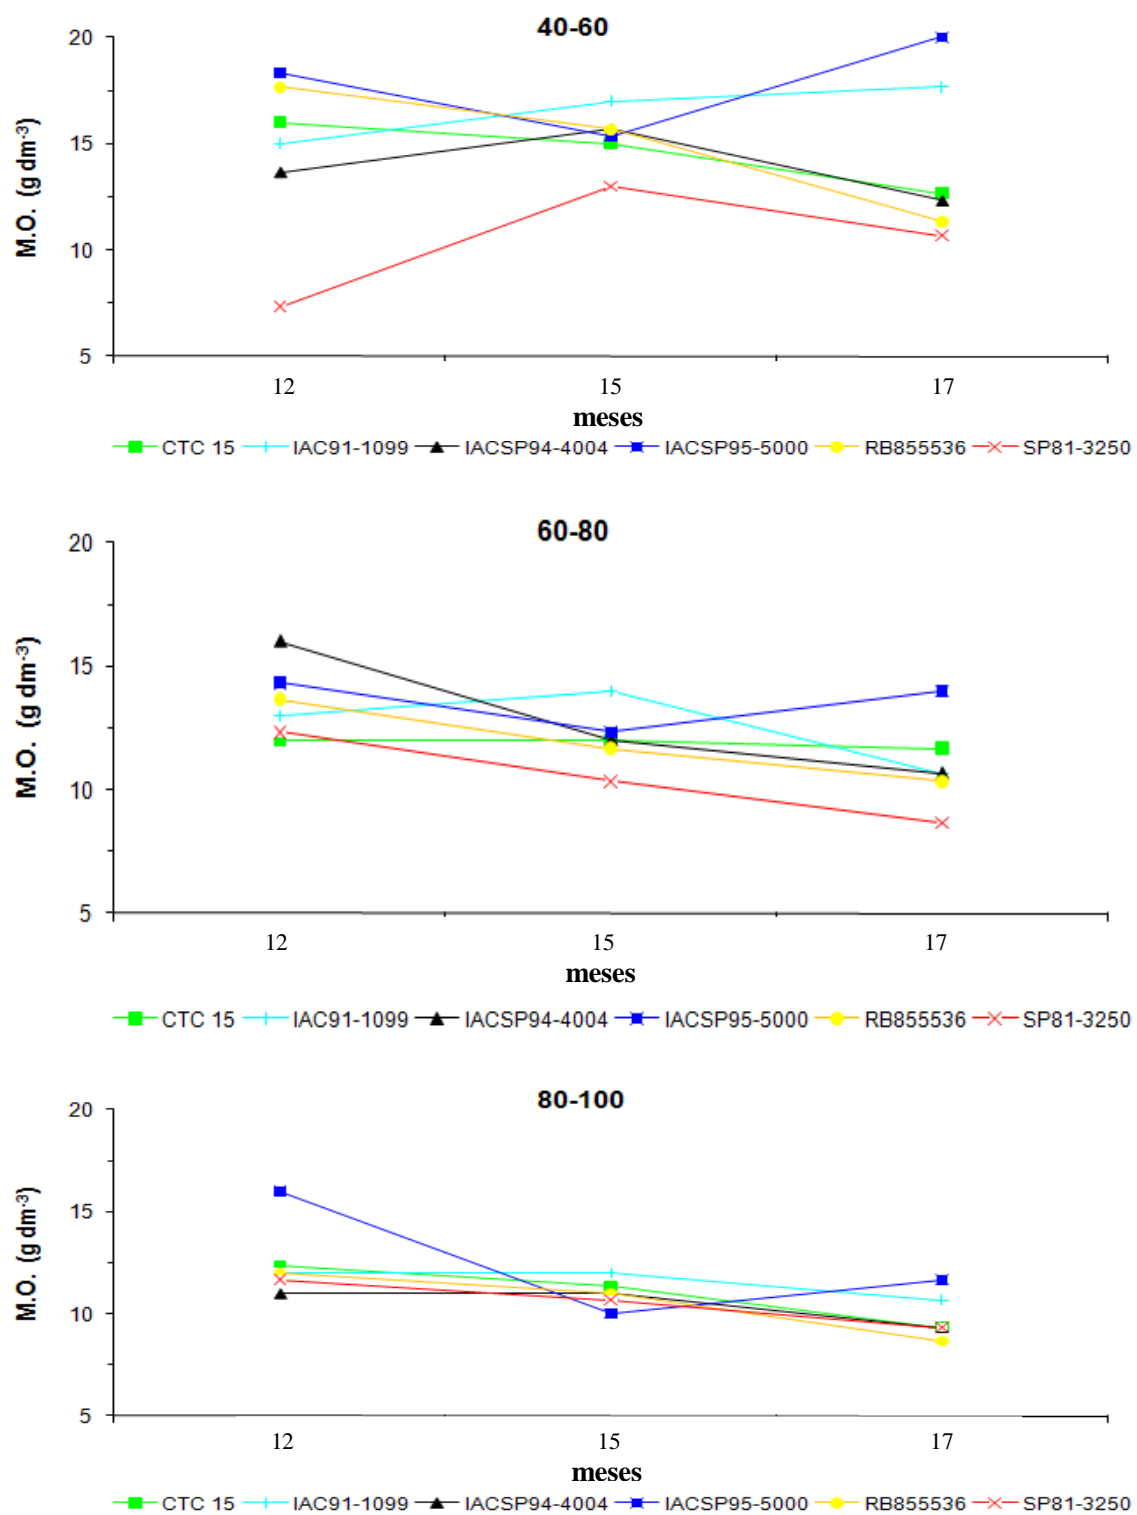 40-60
20
15
10
5
M.O. (g dm-3)
12 15 17
meses
CTC 15 IAC91-1099 IACSP94-4004 IACSP95-5000 RB855536 SP81-3250
60-80
20
15
10
5
M.O. (g dm-3)
12 15 17
meses
CTC 15 IAC91-1099 IACSP94-4004 IACSP95-5000 RB855536 SP81-3250
80-100
20
15
10
5
M.O. (g dm-3)
12 15 17
meses
CTC 15 IAC91-1099 IACSP94-4004 IACSP95-5000 RB855536 SP81-3250